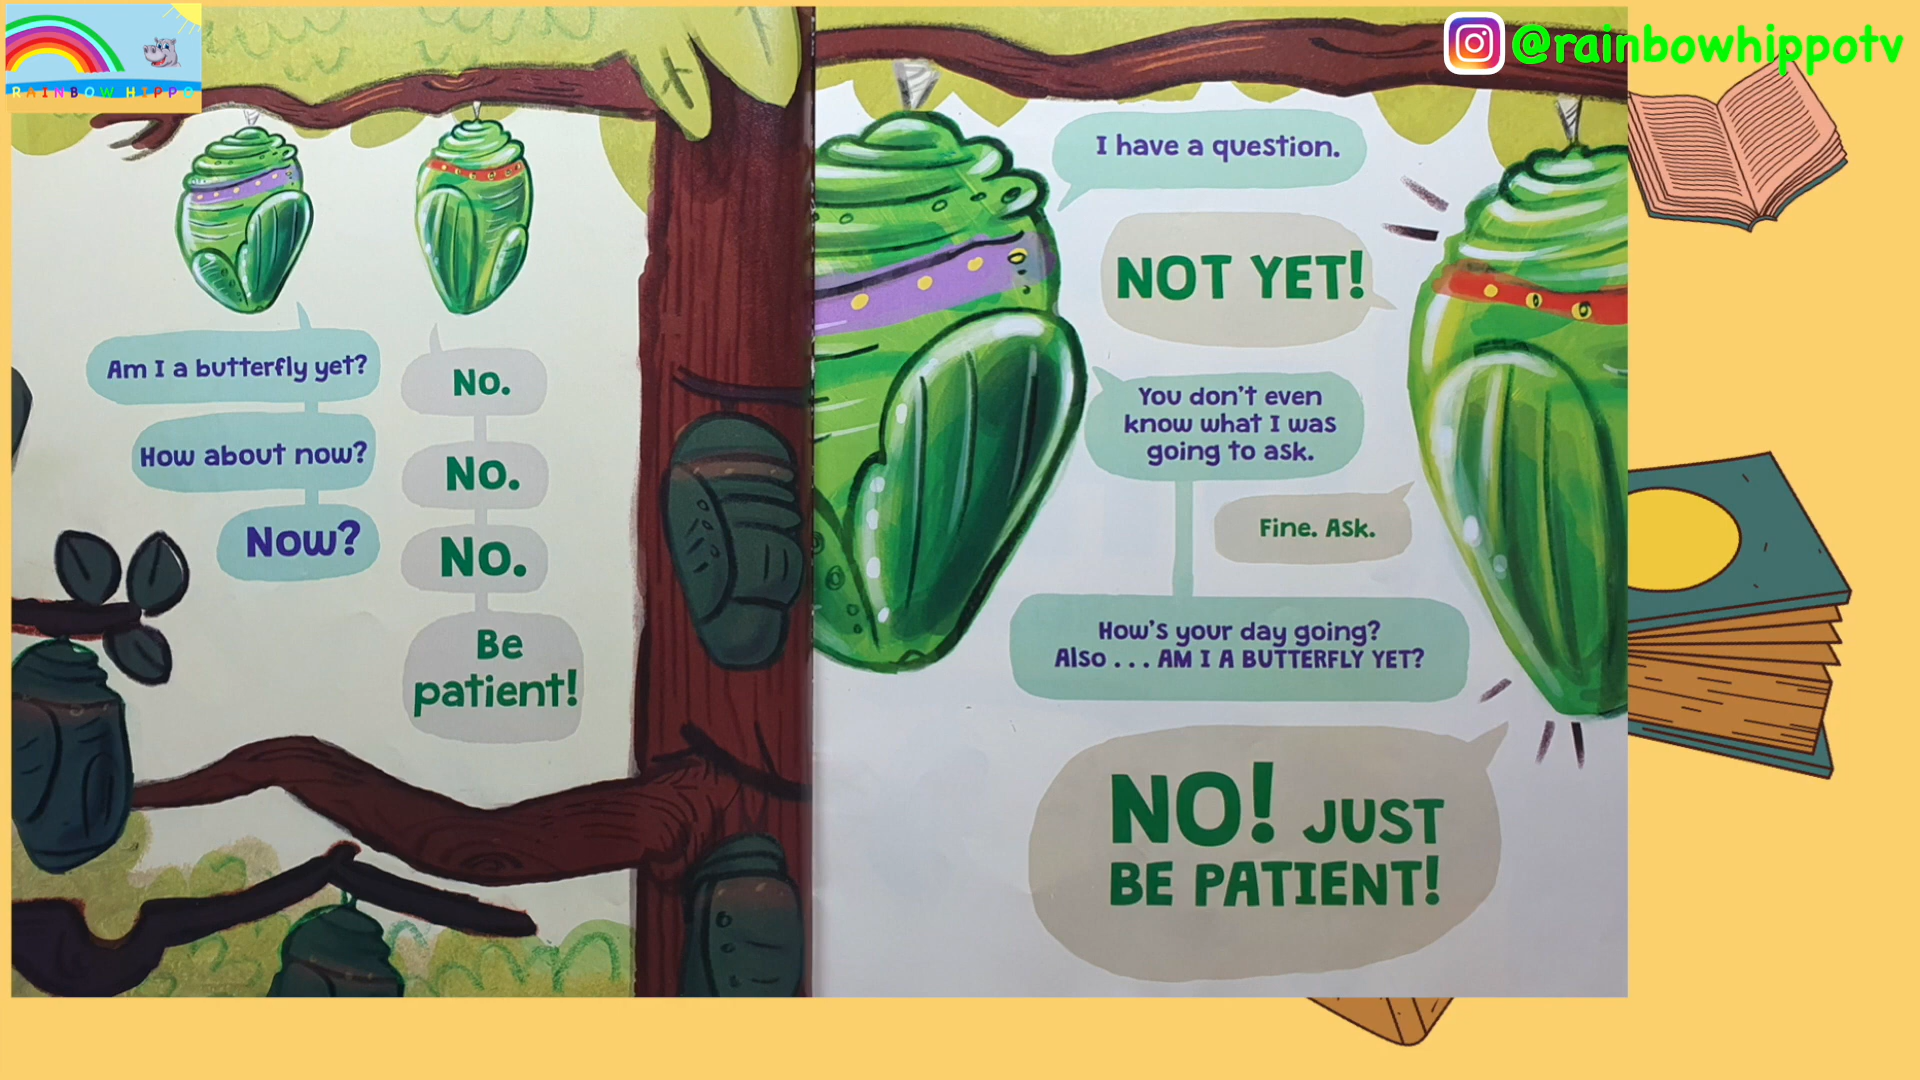 RAINBOW HIPPO
@rainbowhippotv
Am I a butterfly yet?
No.
How about now?
No.
Now?
No.
Be
patient!
I have a question.
NOT YET!
You don't even
know what I was
going to ask.
Fine. Ask.
How's your day going?
Also . . . AM I A BUTTERFLY YET?
NO! JUST
BE PATIENT!